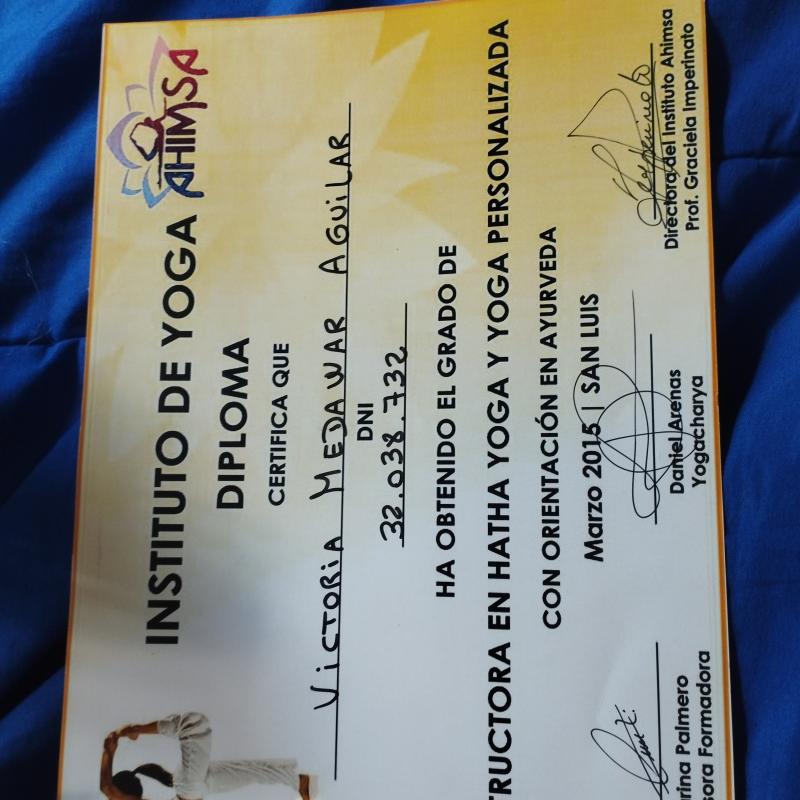 INSTITUTO DE YOGA AHIMSA
DIPLOMA
CERTIFICA QUE
VICTORIA MEDAWAR AGUILAR
DNI
32.038.732
HA OBTENIDO EL GRADO DE
TRUCTORA EN HATHA YOGA Y YOGA PERSONALIZADA
CON ORIENTACIÓN EN AYURVEDA
Marzo 2015 | SAN LUIS
rina Palmero
sora Formadora
Daniel Arenas
Yogacharya
Directora del Instituto Ahimsa
Prof. Graciela Imperinato